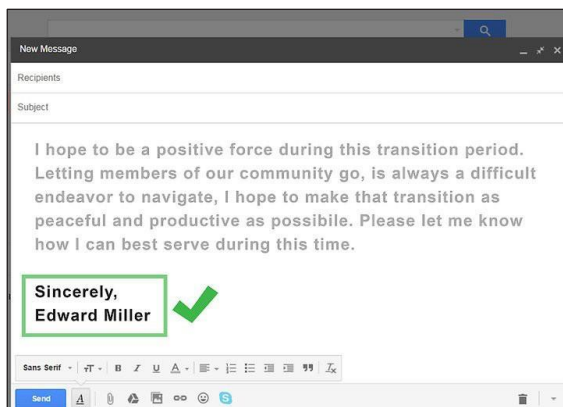 New Message
Recipients
Subject
I hope to be a positive force during this transition period.
Letting members of our community go, is always a difficult
endeavor to navigate, I hope to make that transition as
peaceful and productive as possibile. Please let me know
how I can best serve during this time.
Sincerely,
Edward Miller
Sans Serif
Send